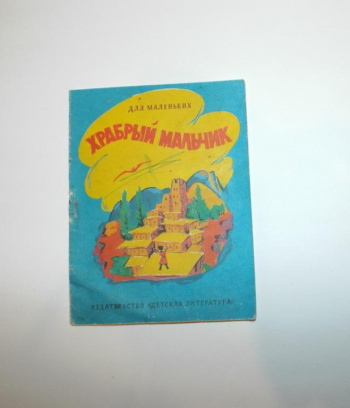 ДЛЯ МАЛЕНЬКИХ
ХРАБРЫЙ МАЛЬЧИК
ИЗДАТЕЛЬСТВО «ДЕТСКАЯ ЛИТЕРАТУРА»